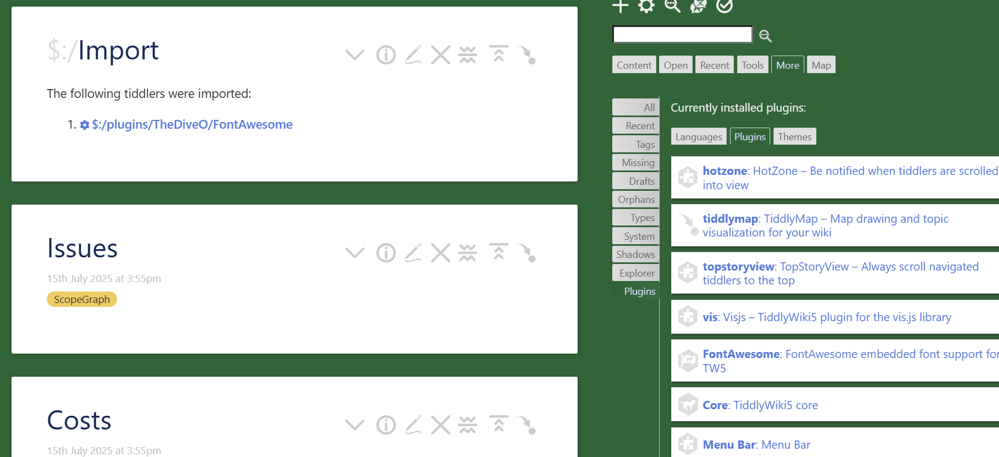 $:/Import
The following tiddlers were imported:
1. $:/plugins/TheDiveO/FontAwesome
Issues
15th July 2025 at 3:55pm
ScopeGraph
Costs
15th July 2025 at 3:55pm
Content Open Recent Tools More Map
All
Recent
Tags
Missing
Drafts
Orphans
Types
System
Shadows
Explorer
Plugins
Currently installed plugins:
Languages Plugins Themes
hotzone: HotZone – Be notified when tiddlers are scrolled
into view
tiddlymap: TiddlyMap – Map drawing and topic
visualization for your wiki
topstoryview: TopStoryView – Always scroll navigated
tiddlers to the top
vis: Visjs – TiddlyWiki5 plugin for the vis.js library
FontAwesome: FontAwesome embedded font support for
TW5
Core: TiddlyWiki5 core
Menu Bar: Menu Bar